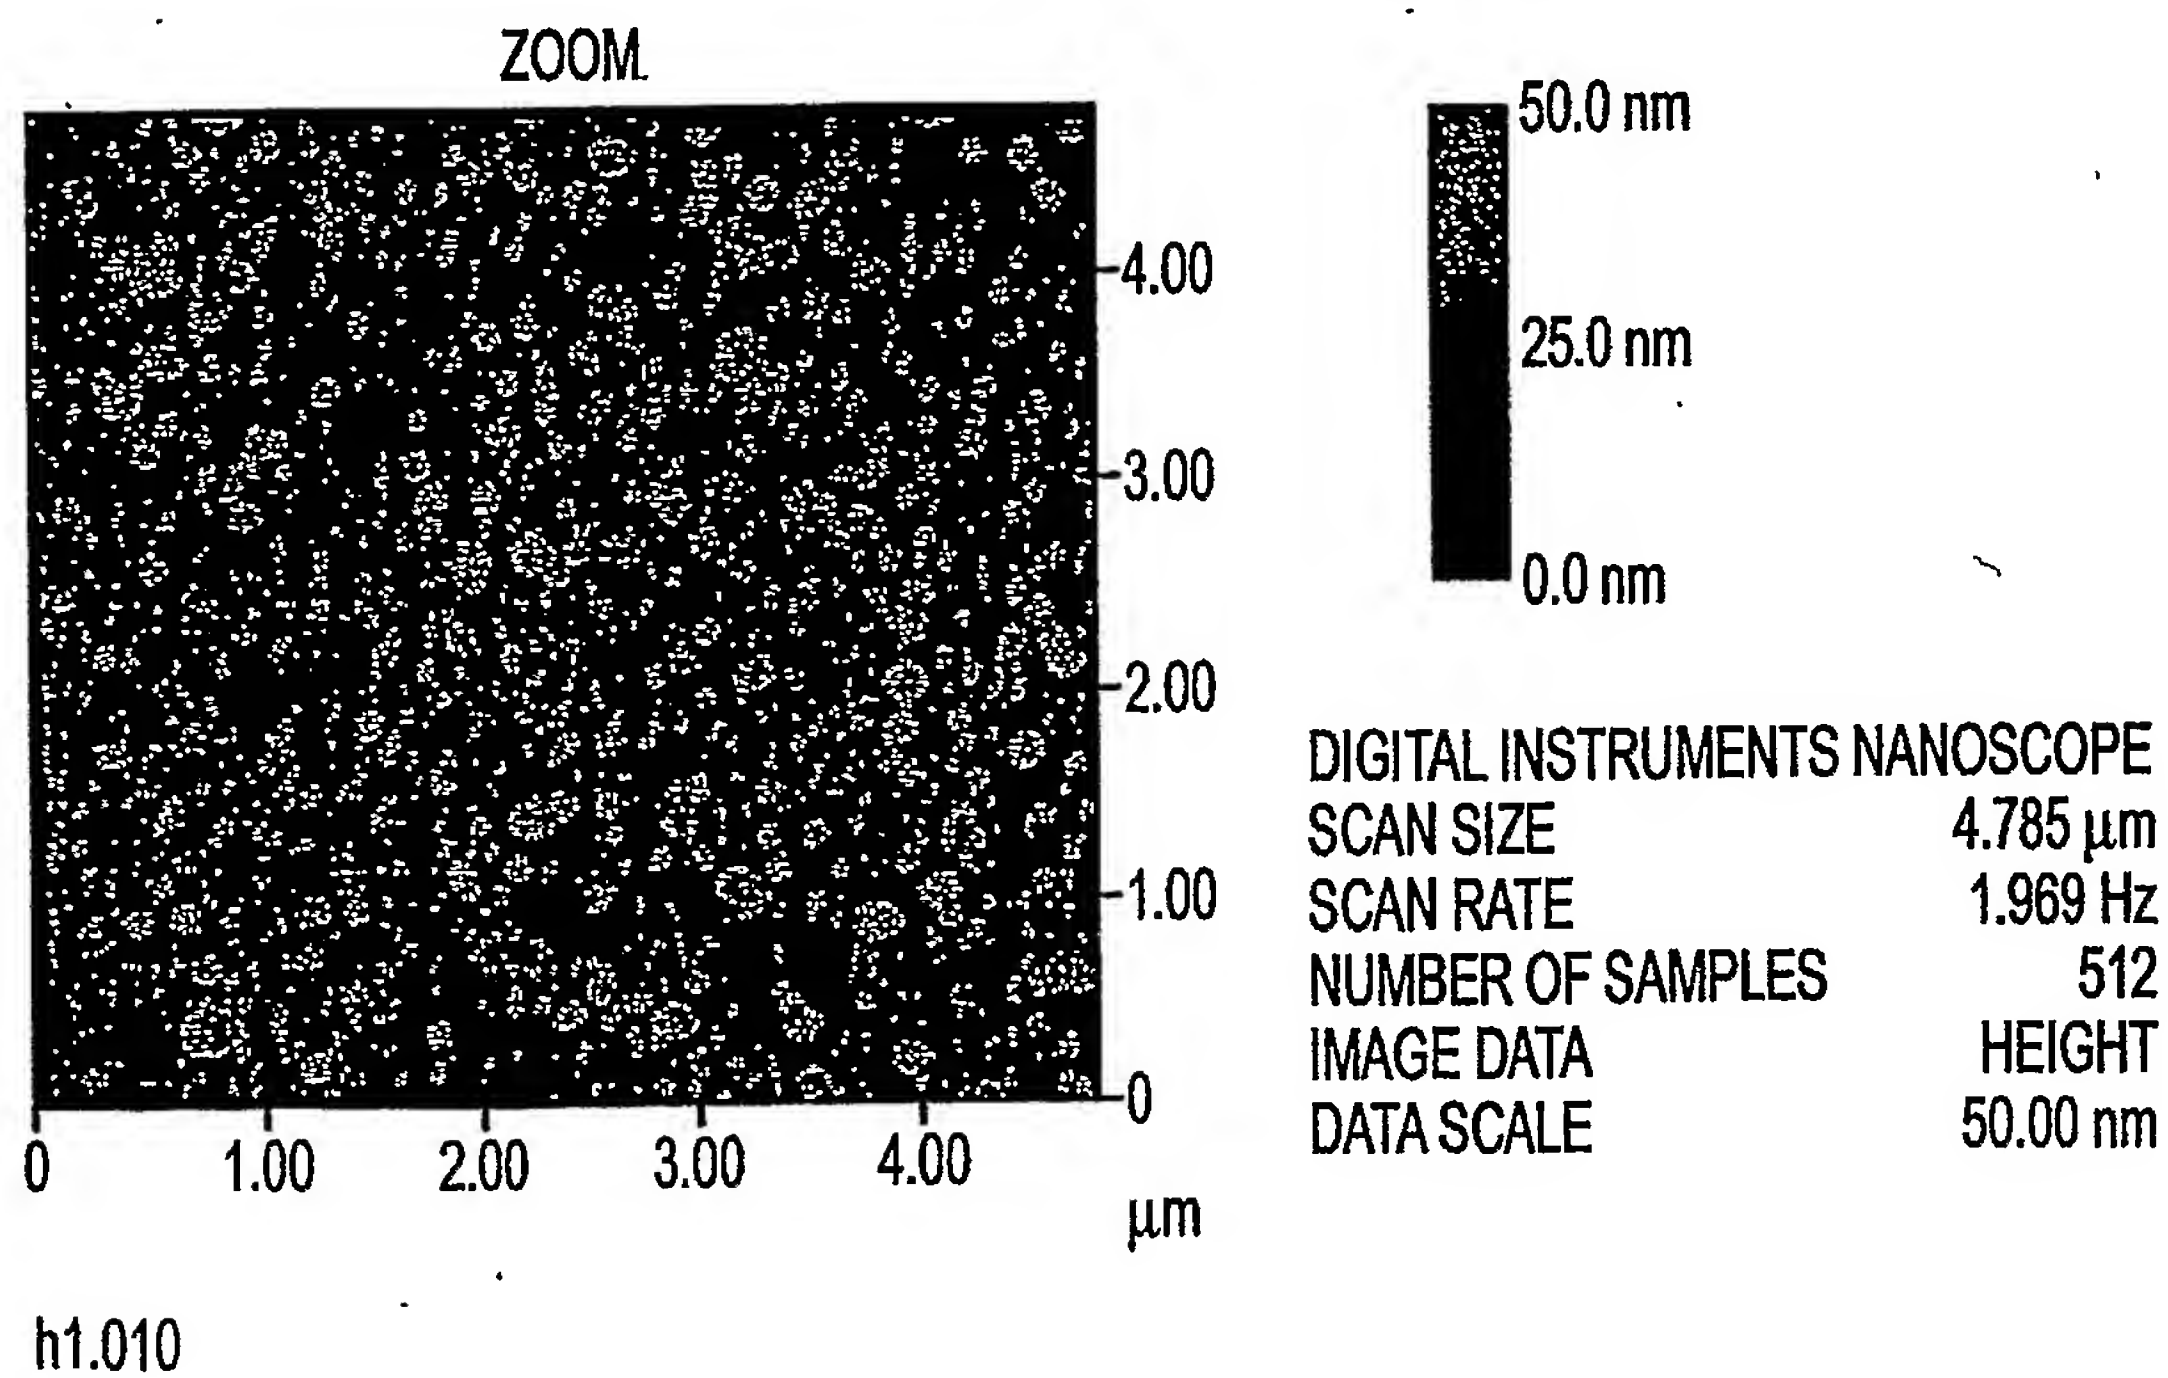 ZOOM
50.0 nm
25.0 nm
0.0 nm
4.00
3.00
2.00
1.00
0
0
1.00
2.00
3.00
4.00
µm
DIGITAL INSTRUMENTS NANOSCOPE
SCAN SIZE 4.785 µm
SCAN RATE 1.969 Hz
NUMBER OF SAMPLES 512
IMAGE DATA HEIGHT
DATA SCALE 50.00 nm
h1.010